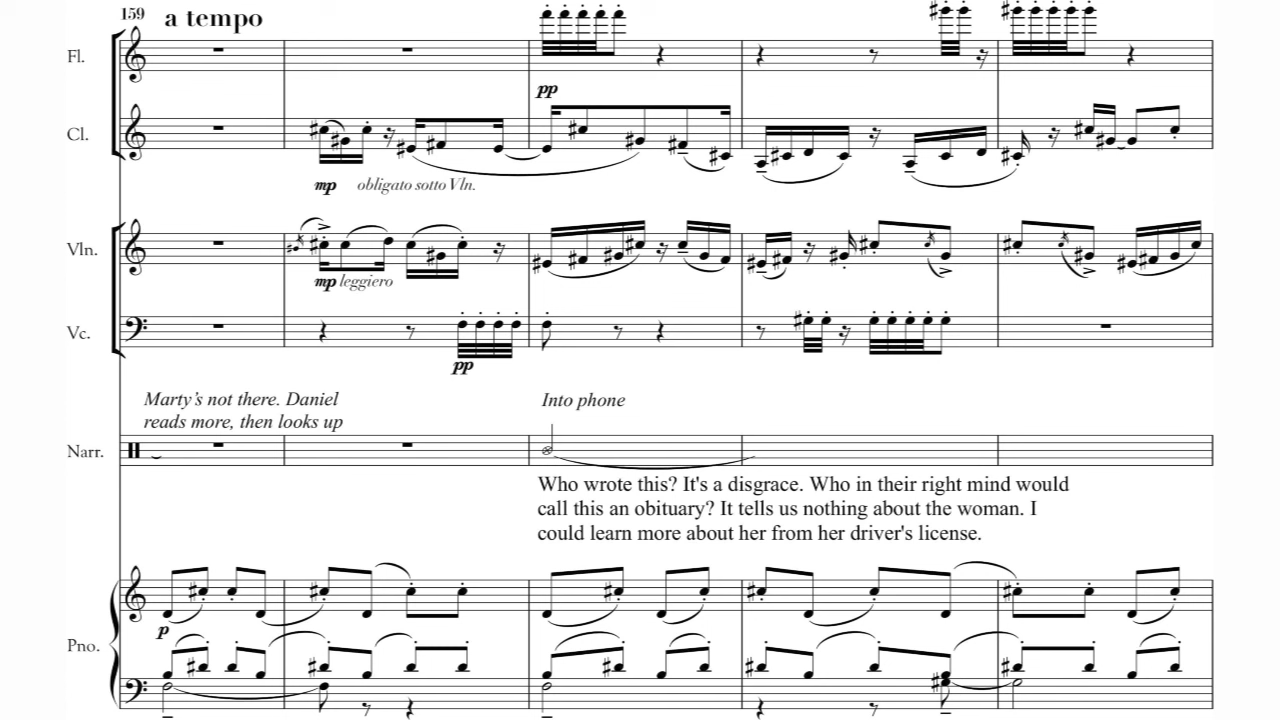 159 a tempo
Fl.
pp
Cl.
mp obligato sotto Vln.
Vln.
mp leggiero
Vc.
pp
Marty's not there. Daniel
reads more, then looks up
Into phone
Narr.
Who wrote this? It's a disgrace. Who in their right mind would
call this an obituary? It tells us nothing about the woman. I
could learn more about her from her driver's license.
p
Pno.